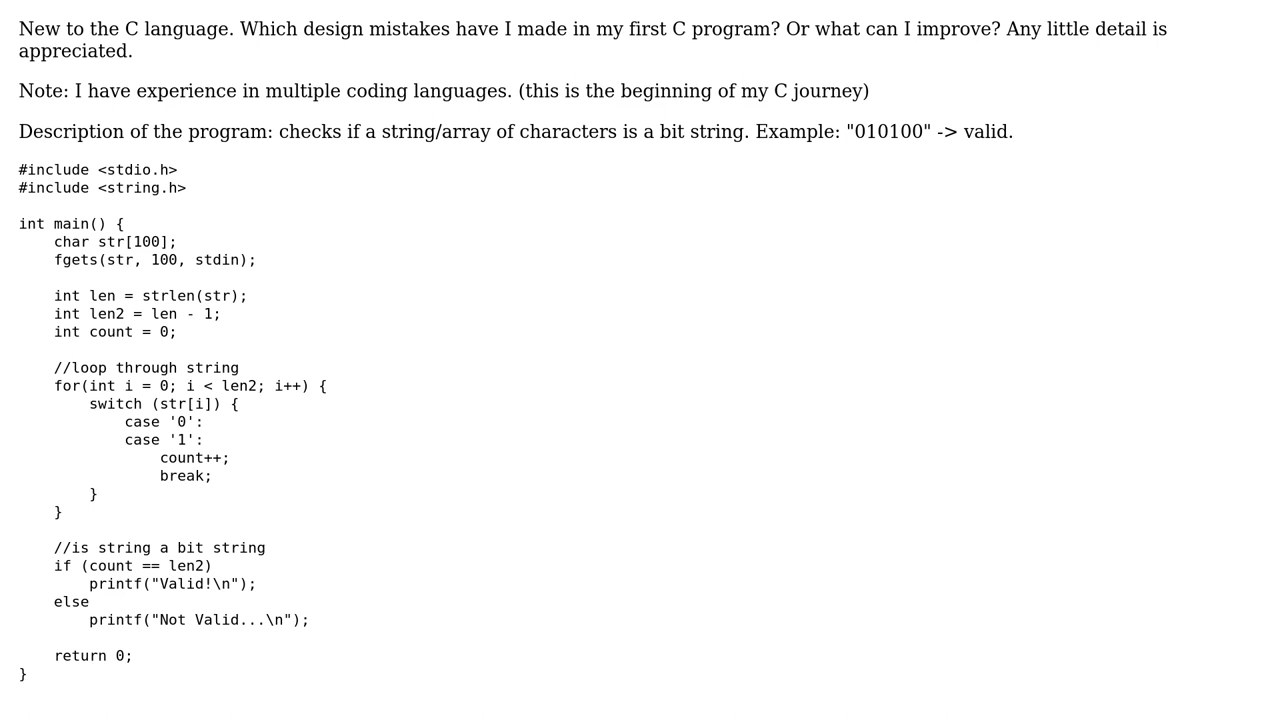 New to the C language. Which design mistakes have I made in my first C program? Or what can I improve? Any little detail is
appreciated.
Note: I have experience in multiple coding languages. (this is the beginning of my C journey)
Description of the program: checks if a string/array of characters is a bit string. Example: "010100" -> valid.
#include <stdio.h>
#include <string.h>

int main() {
    char str[100];
    fgets(str, 100, stdin);

    int len = strlen(str);
    int len2 = len - 1;
    int count = 0;

    //loop through string
    for(int i = 0; i < len2; i++) {
        switch (str[i]) {
            case '0':
            case '1':
                count++;
                break;
        }
    }

    //is string a bit string
    if (count == len2)
        printf("Valid!\n");
    else
        printf("Not Valid...\n");

    return 0;
}